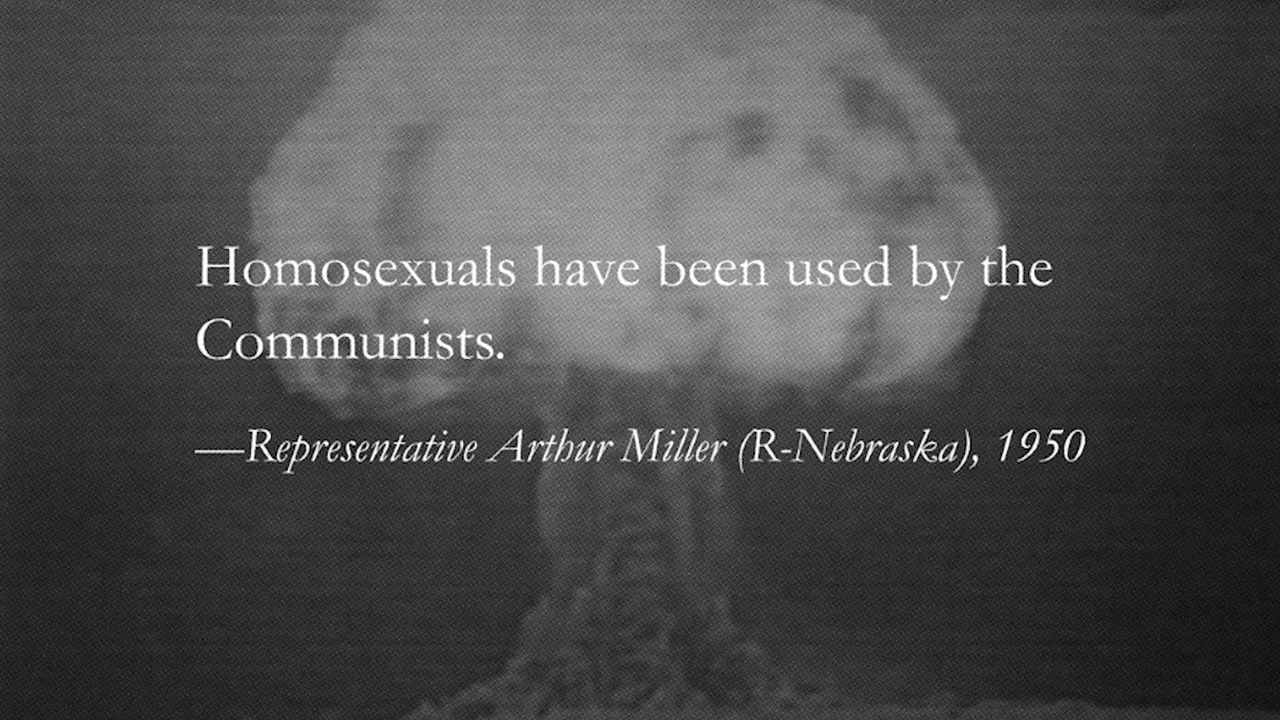 Homosexuals have been used by the
Communists.
—Representative Arthur Miller (R-Nebraska), 1950